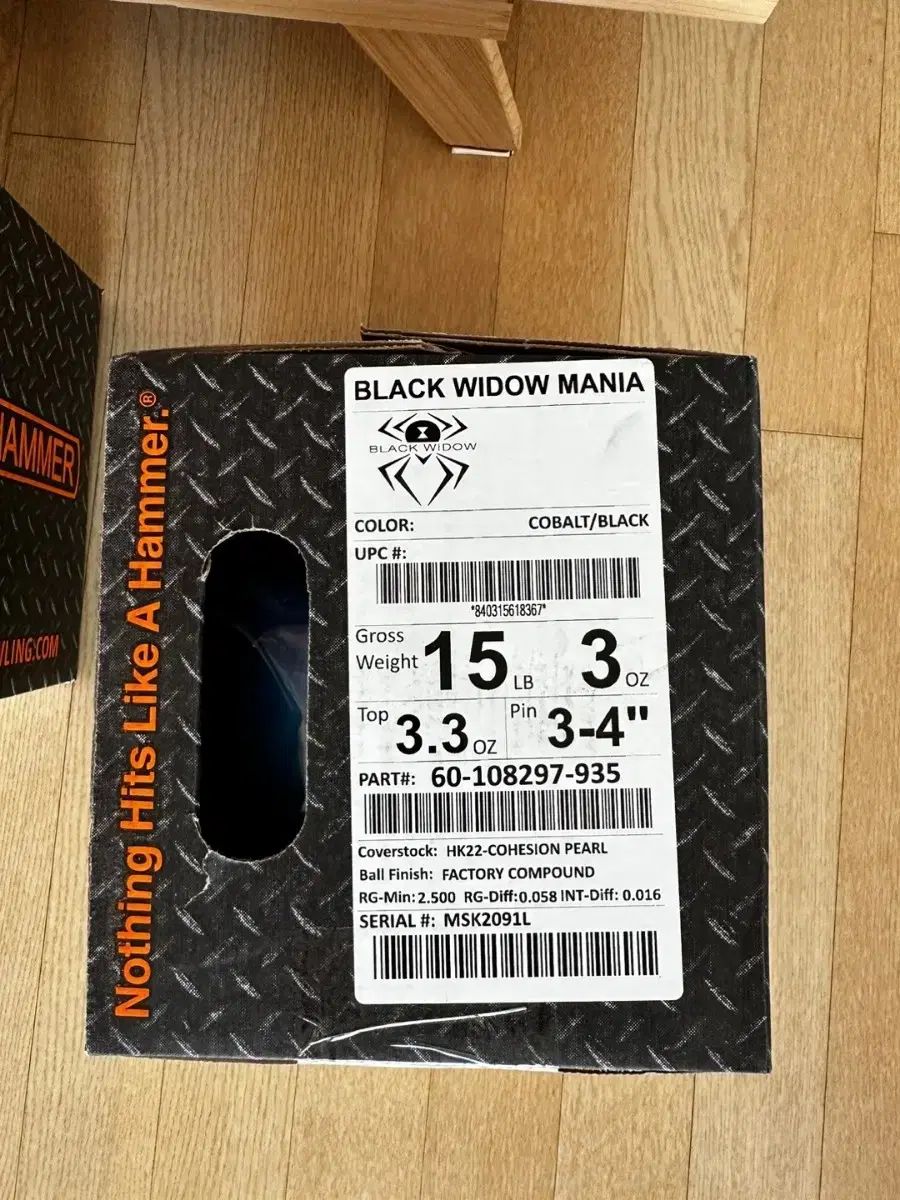 HAMMER
LING.COM
Nothing Hits Like A Hammer.®
BLACK WIDOW MANIA
BLACK WIDOW
COLOR: COBALT/BLACK
UPC #:
*840315618367*
Gross Weight 15 LB 3 OZ
Top 3.3 OZ Pin 3-4"
PART#: 60-108297-935
Coverstock: HK22-COHESION PEARL
Ball Finish: FACTORY COMPOUND
RG-Min: 2.500 RG-Diff: 0.058 INT-Diff: 0.016
SERIAL #: MSK2091L